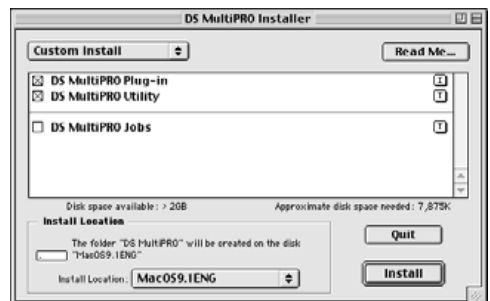 DS MultiPRO Installer
Custom Install
Read Me...
DS MultiPRO Plug-in
DS MultiPRO Utility
DS MultiPRO Jobs
Disk space available : > 2GB
Approximate disk space needed : 7,875K
Install Location
The folder "DS MultiPRO" will be created on the disk
"MacOS9.1ENG"
Quit
Install Location: MacOS9.1ENG
Install